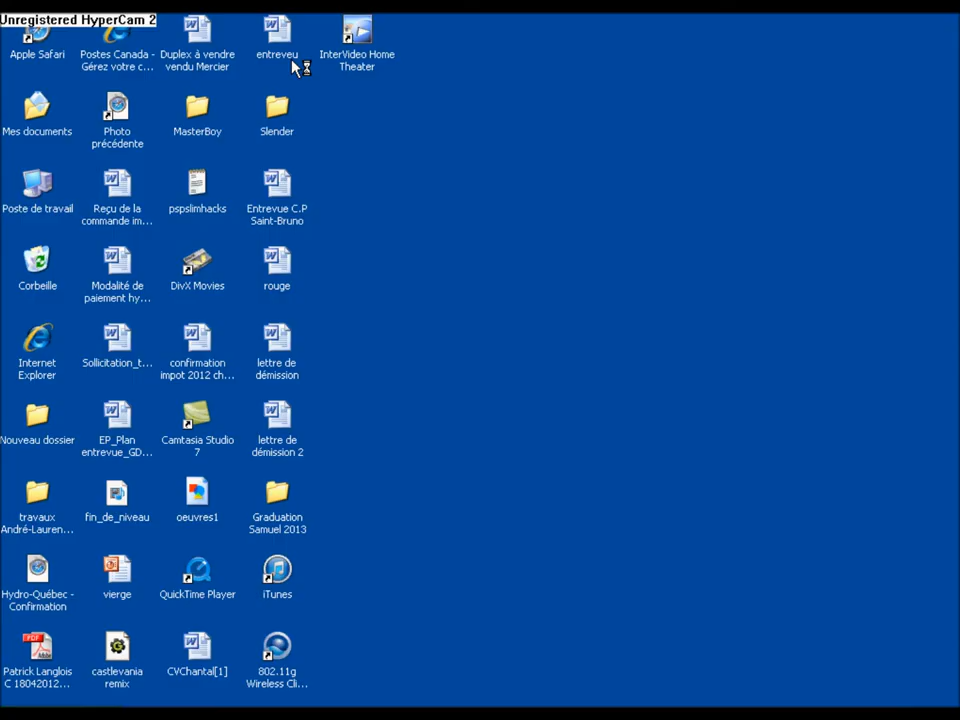 Unregistered HyperCam 2
Apple Safari
Postes Canada -
Gérez votre c...
Duplex à vendre
vendu Mercier
entreveu
InterVideo Home
Theater
Mes documents
Photo
précédente
MasterBoy
Slender
Poste de travail
Reçu de la
commande im...
pspslimhacks
Entrevue C.P
Saint-Bruno
Corbeille
Modalité de
paiement hy...
DivX Movies
rouge
Internet
Explorer
Sollicitation_t...
confirmation
impot 2012 ch...
lettre de
démission
Nouveau dossier
EP_Plan
entrevue_GD...
Camtasia Studio
7
lettre de
démission 2
travaux
André-Lauren...
fin_de_niveau
oeuvres1
Graduation
Samuel 2013
Hydro-Québec -
Confirmation
vierge
QuickTime Player
iTunes
Patrick Langlois
C 18042012...
castlevania
remix
CVChantal[1]
802.11g
Wireless Cli...